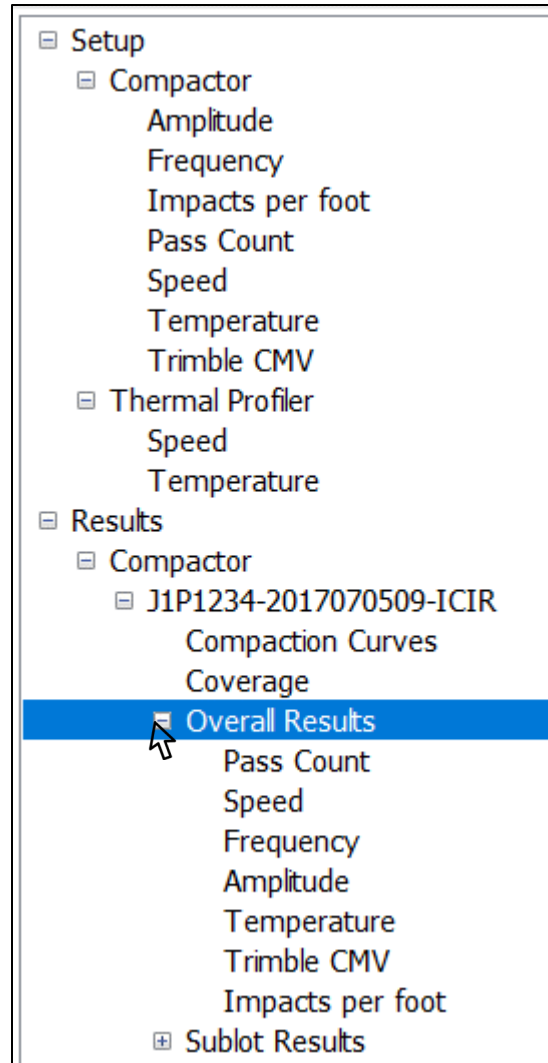 Setup
Compactor
Amplitude
Frequency
Impacts per foot
Pass Count
Speed
Temperature
Trimble CMV
Thermal Profiler
Speed
Temperature
Results
Compactor
J1P1234-2017070509-ICIR
Compaction Curves
Coverage
Overall Results
Pass Count
Speed
Frequency
Amplitude
Temperature
Trimble CMV
Impacts per foot
Sublot Results